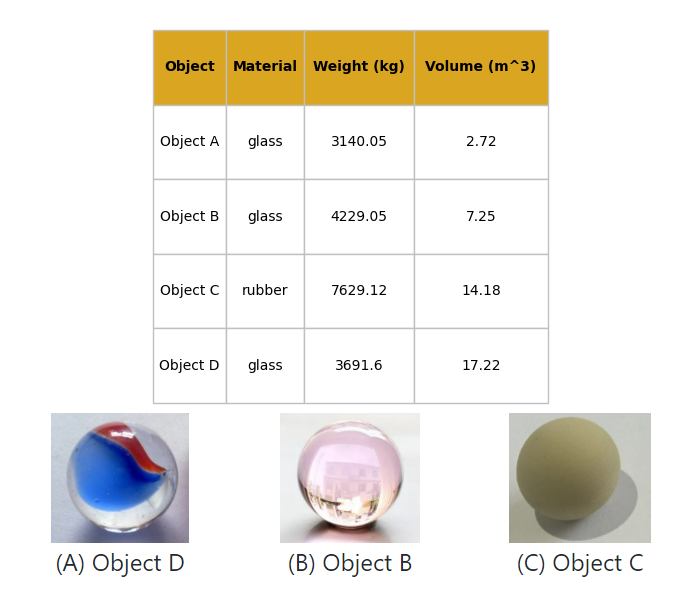 Object Material Weight (kg) Volume (m^3)
Object A glass 3140.05 2.72
Object B glass 4229.05 7.25
Object C rubber 7629.12 14.18
Object D glass 3691.6 17.22
(A) Object D (B) Object B (C) Object C